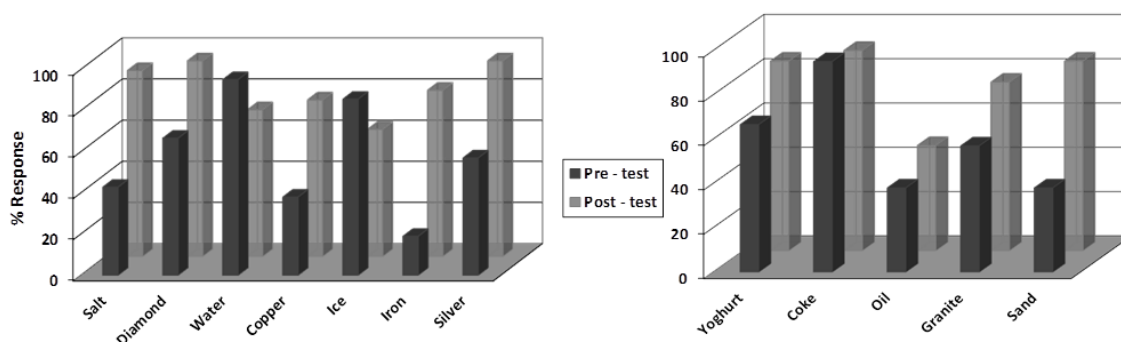 % Response
100
80
60
40
20
0
Salt
Diamond
Water
Copper
Ice
Iron
Silver
Pre - test
Post - test
100
80
60
40
20
0
Yoghurt
Coke
Oil
Granite
Sand